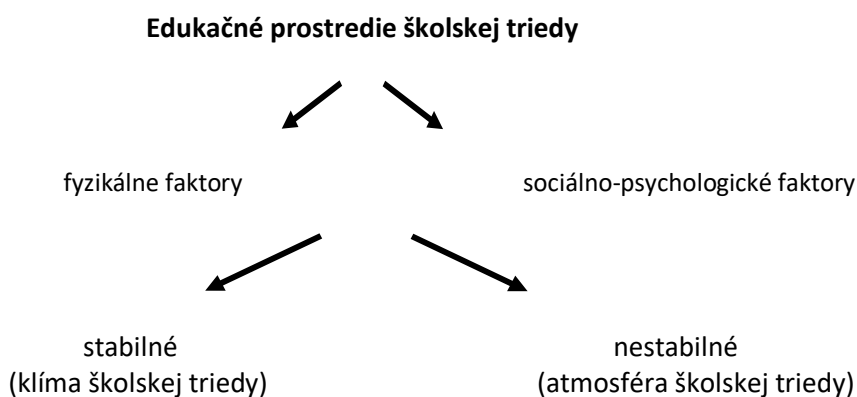 Edukačné prostredie školskej triedy
fyzikálne faktory
sociálno-psychologické faktory
stabilné
(klíma školskej triedy)
nestabilné
(atmosféra školskej triedy)